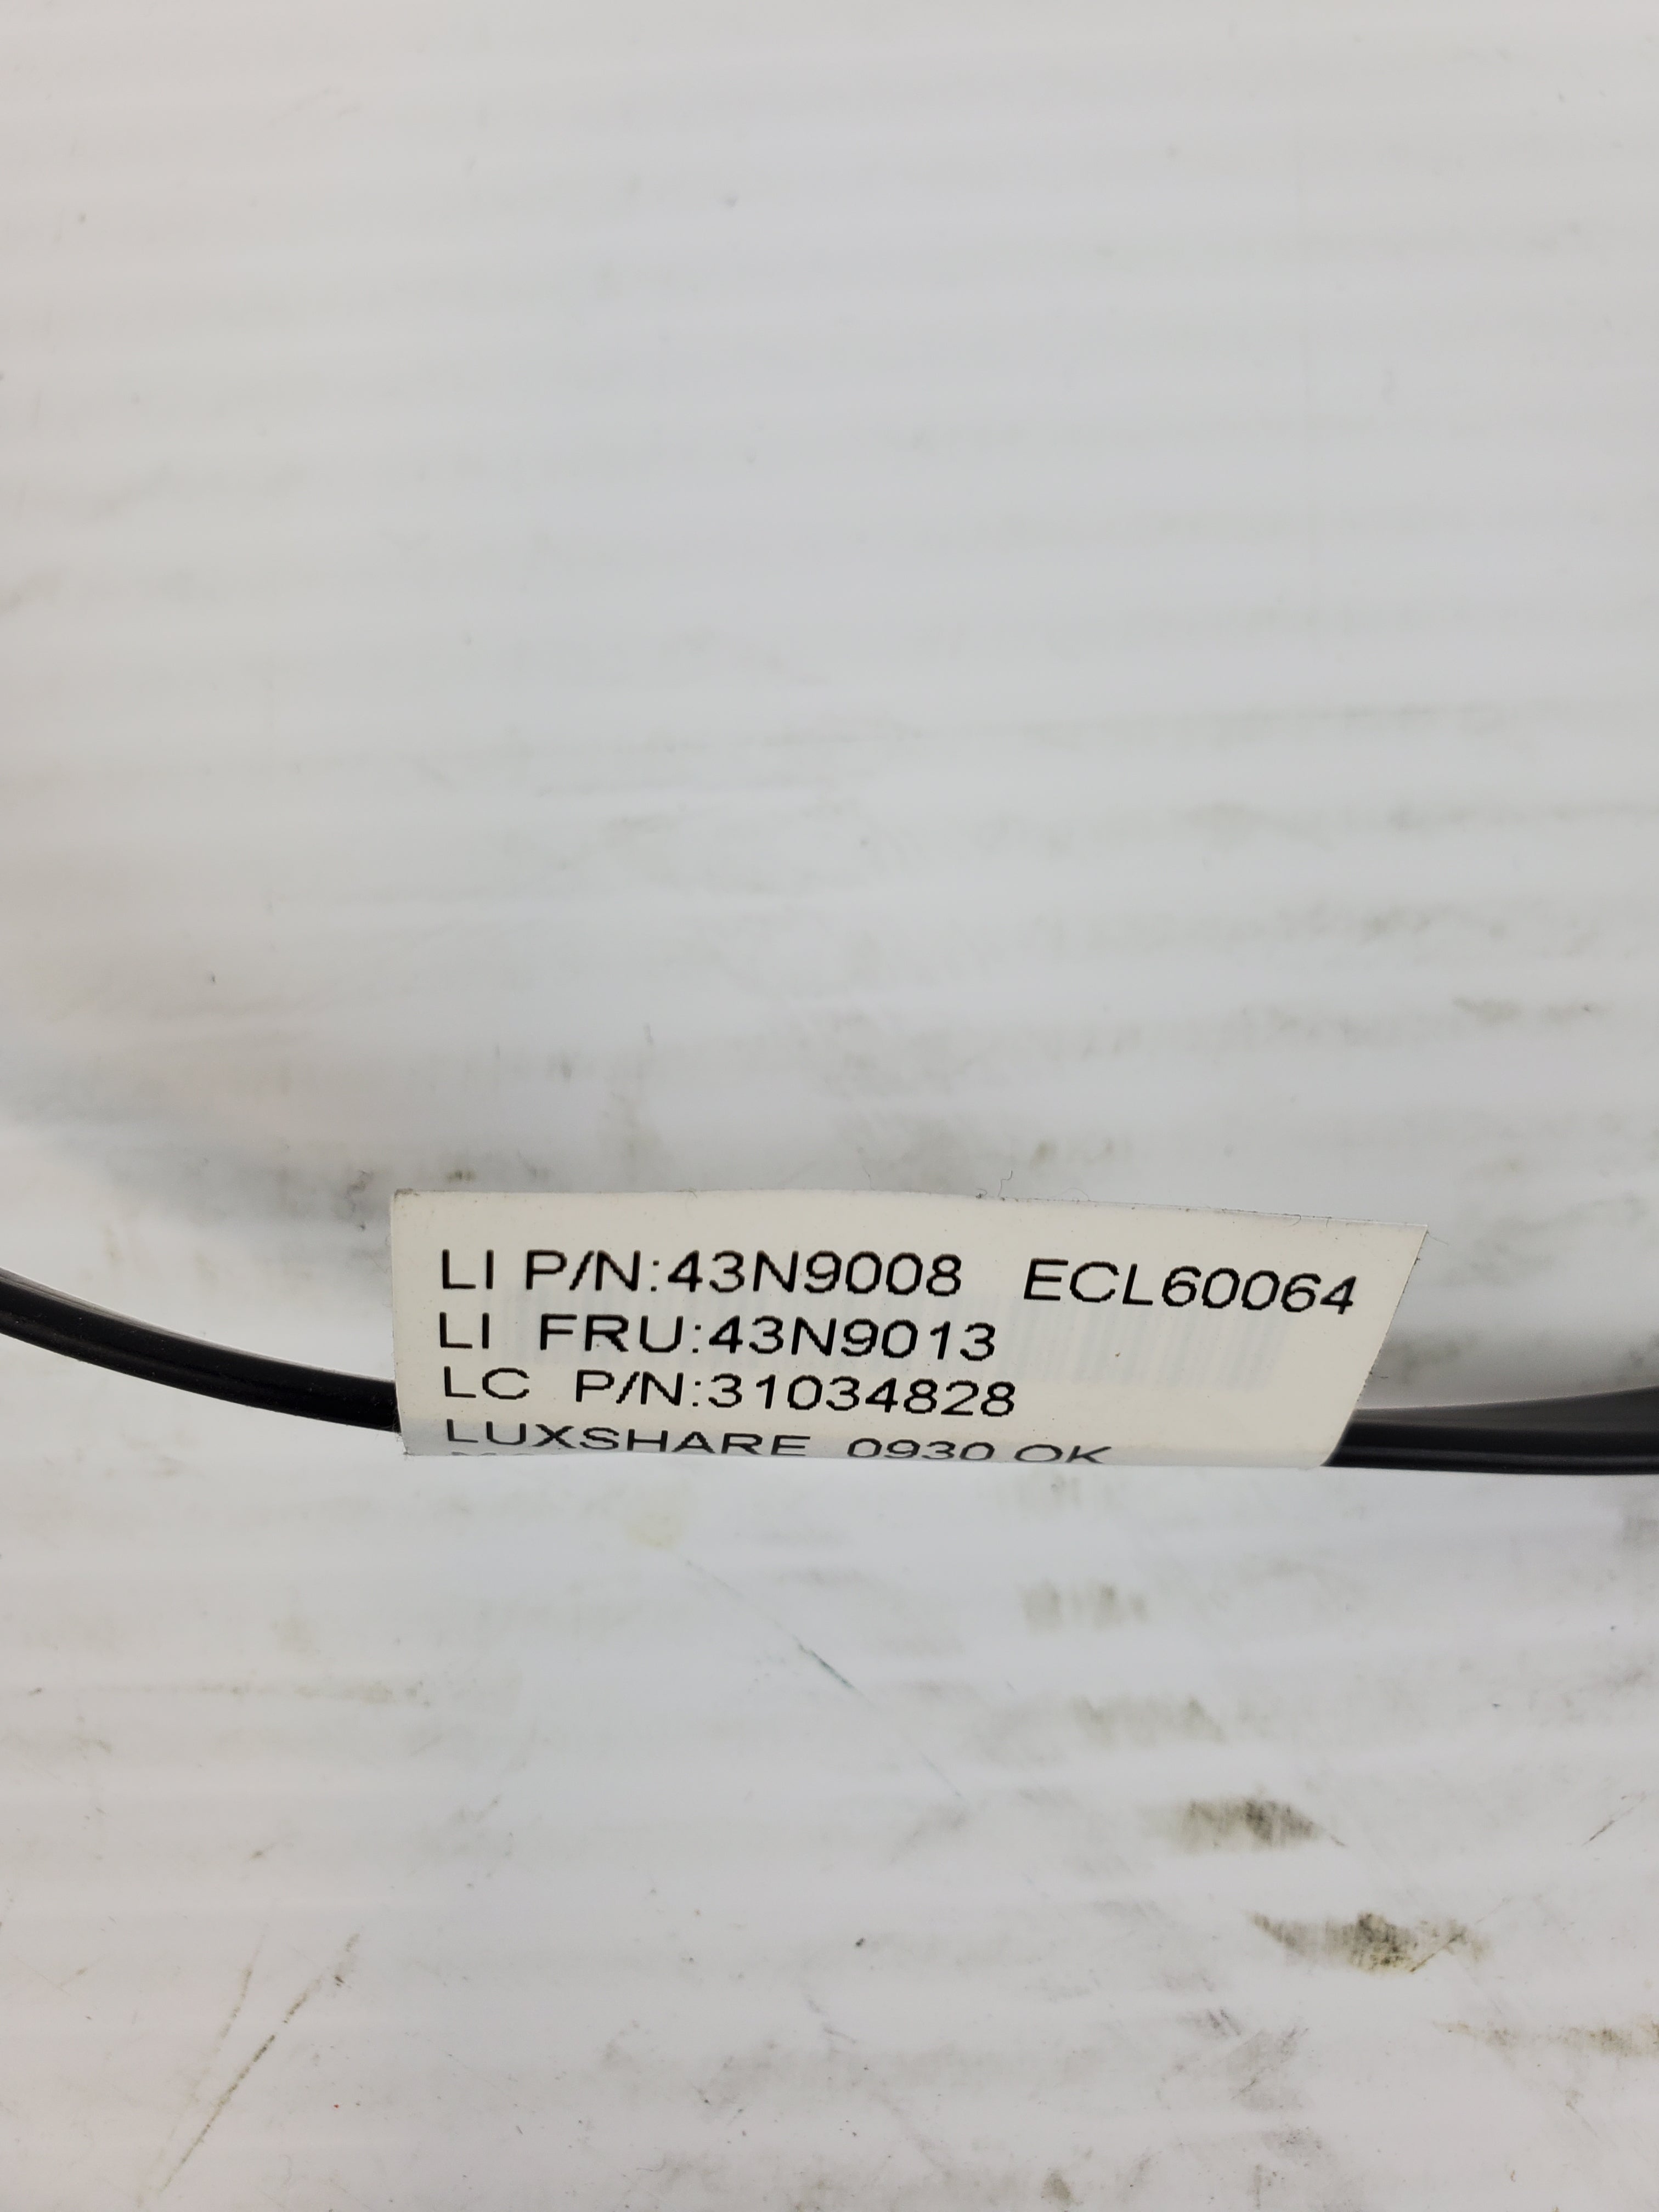 LI P/N:43N9008 ECL60064
LI FRU:43N9013
LC P/N:31034828
LUXSHARE 0930 OK